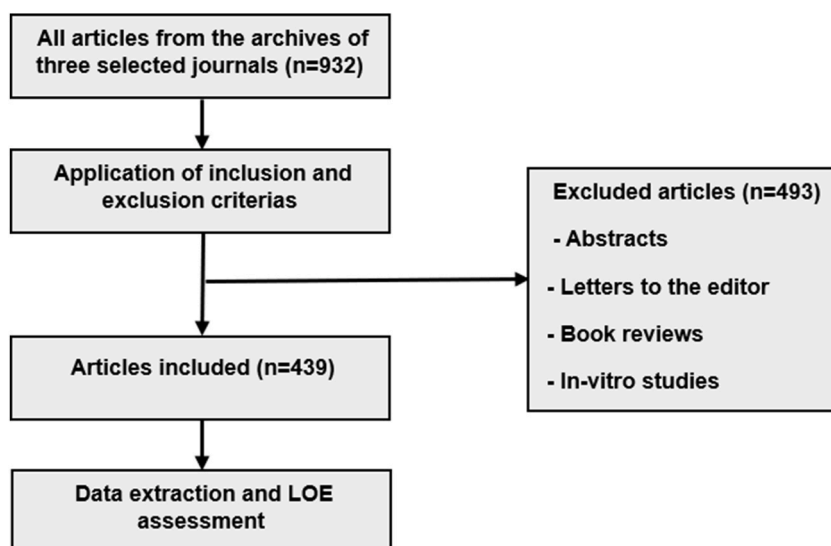 All articles from the archives of
three selected journals (n=932)
Application of inclusion and
exclusion criterias
Excluded articles (n=493)
- Abstracts
- Letters to the editor
- Book reviews
- In-vitro studies
Articles included (n=439)
Data extraction and LOE
assessment